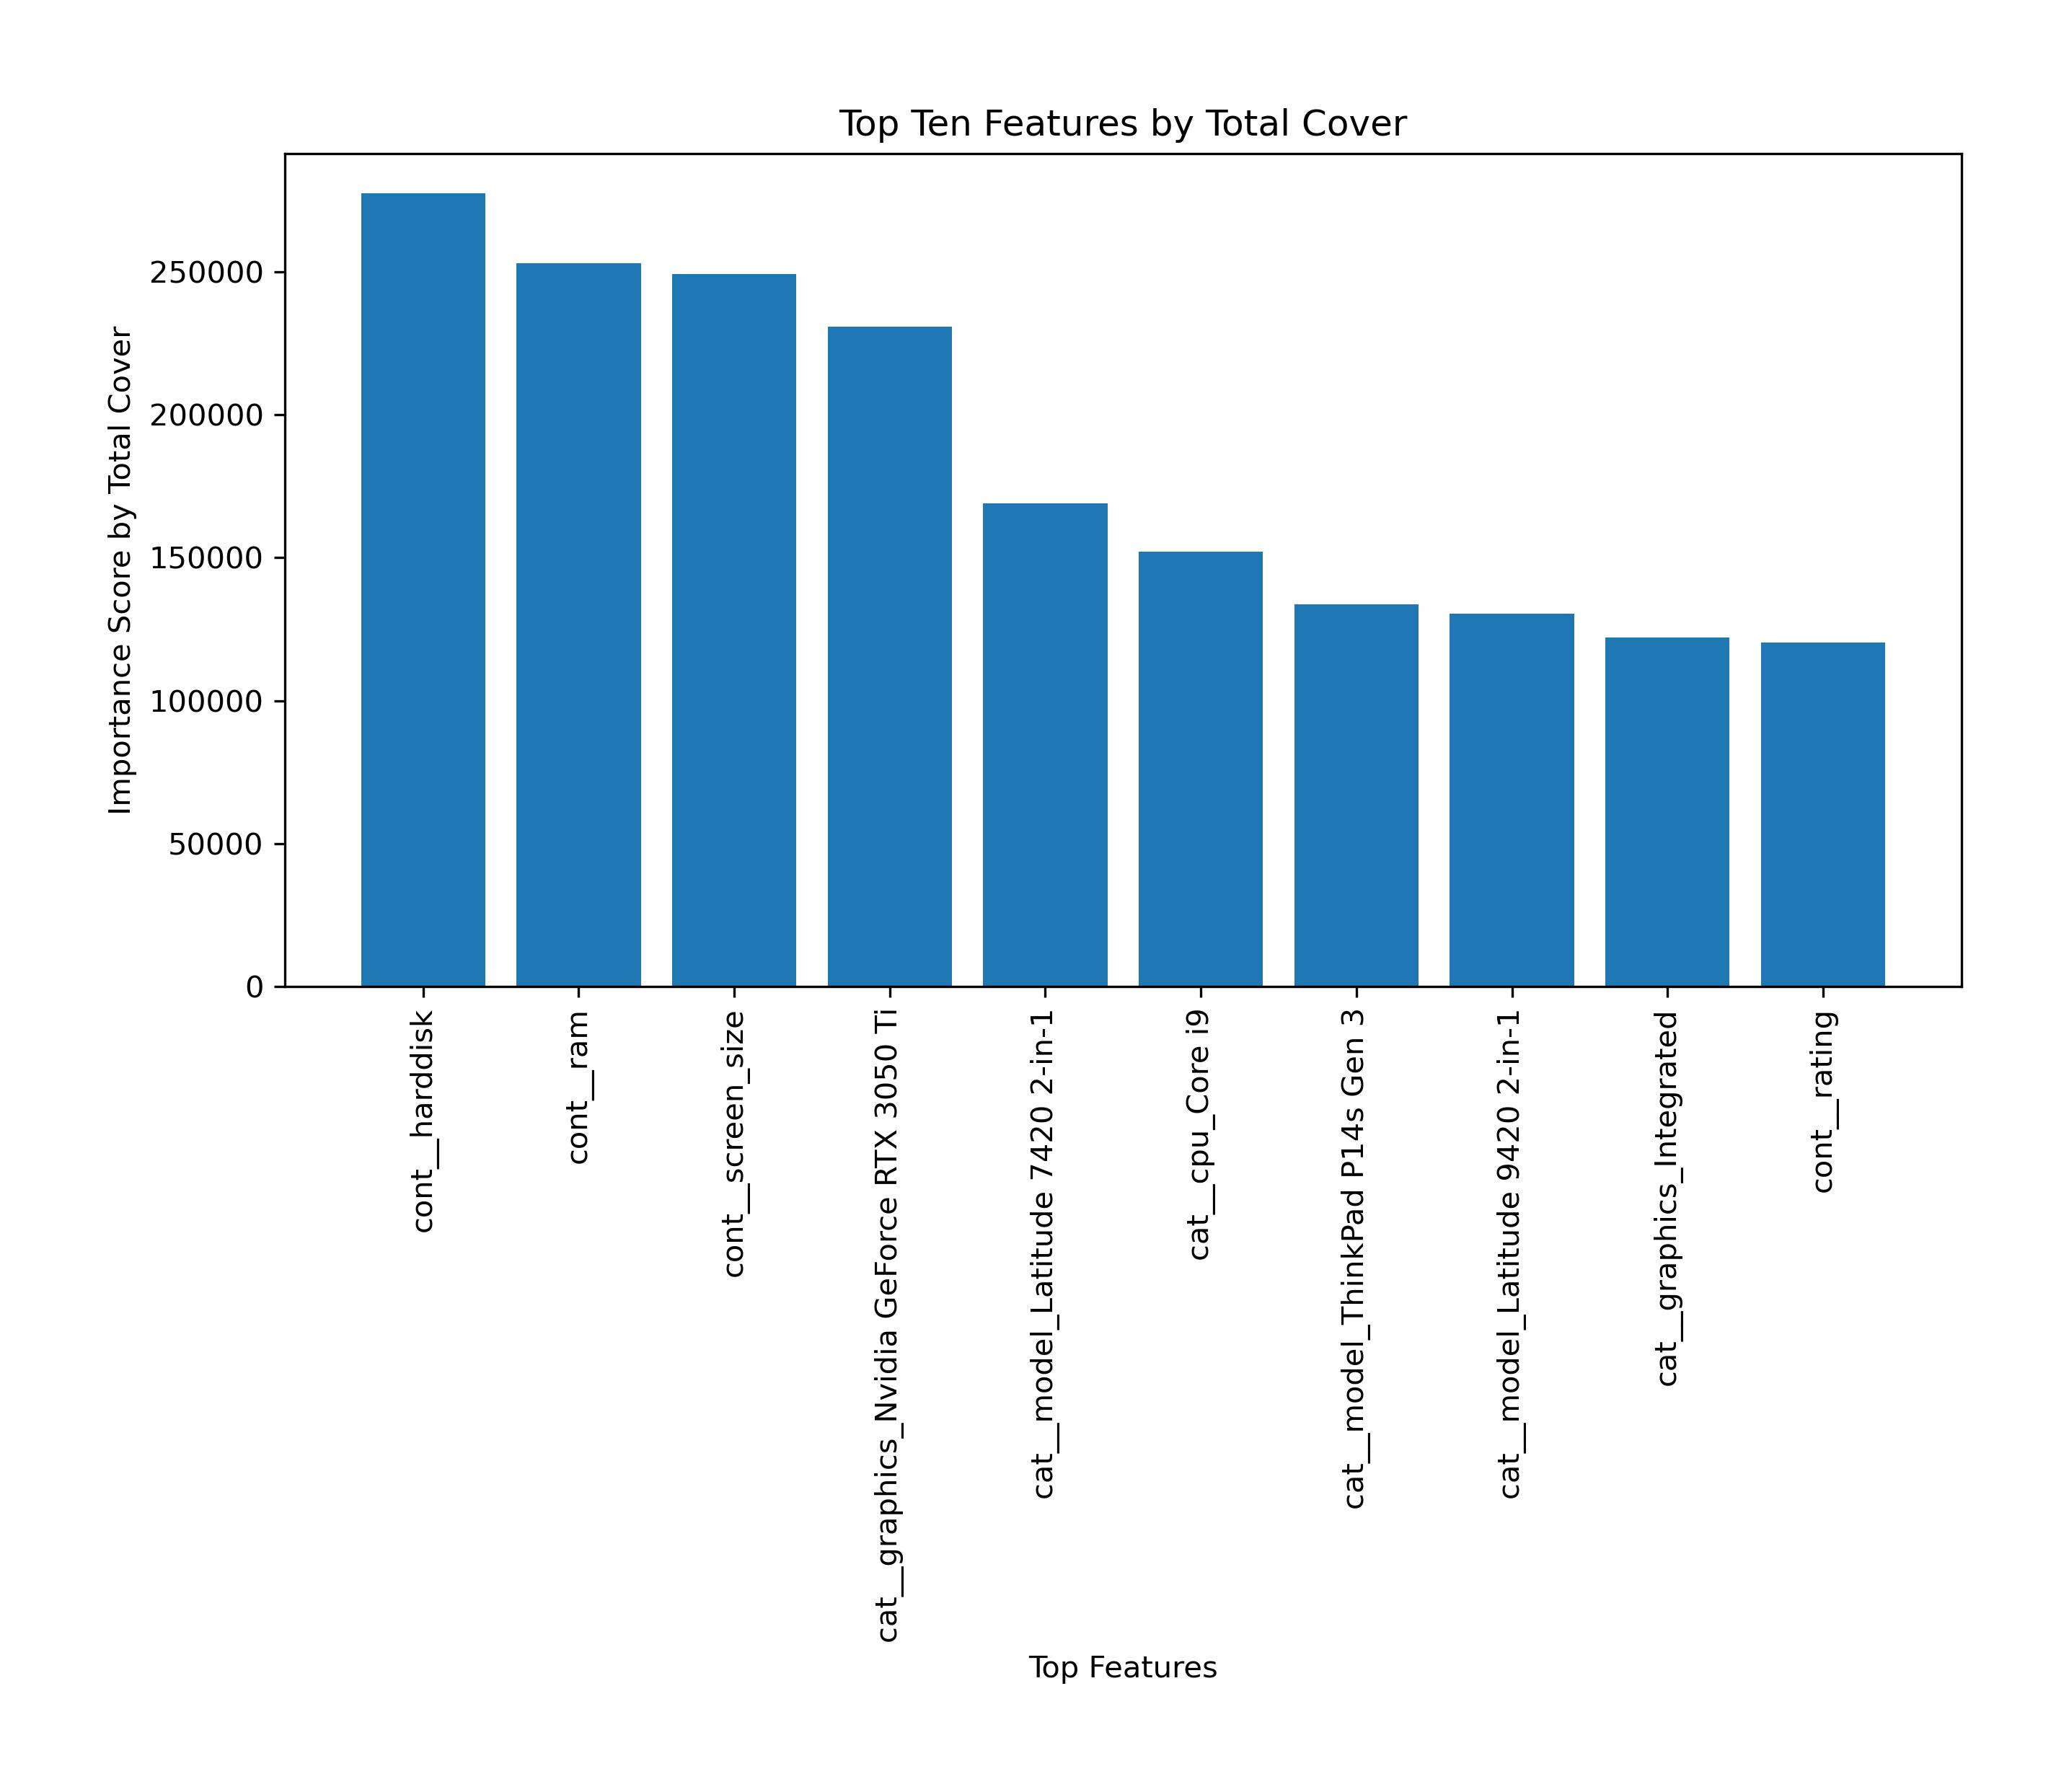 Top Ten Features by Total Cover
Importance Score by Total Cover
250000
200000
150000
100000
50000
0
cont__harddisk
cont__ram
cont__screen_size
cat__graphics_Nvidia GeForce RTX 3050 Ti
cat__model_Latitude 7420 2-in-1
cat__cpu_Core i9
cat__model_ThinkPad P14s Gen 3
cat__model_Latitude 9420 2-in-1
cat__graphics_Integrated
cont__rating
Top Features